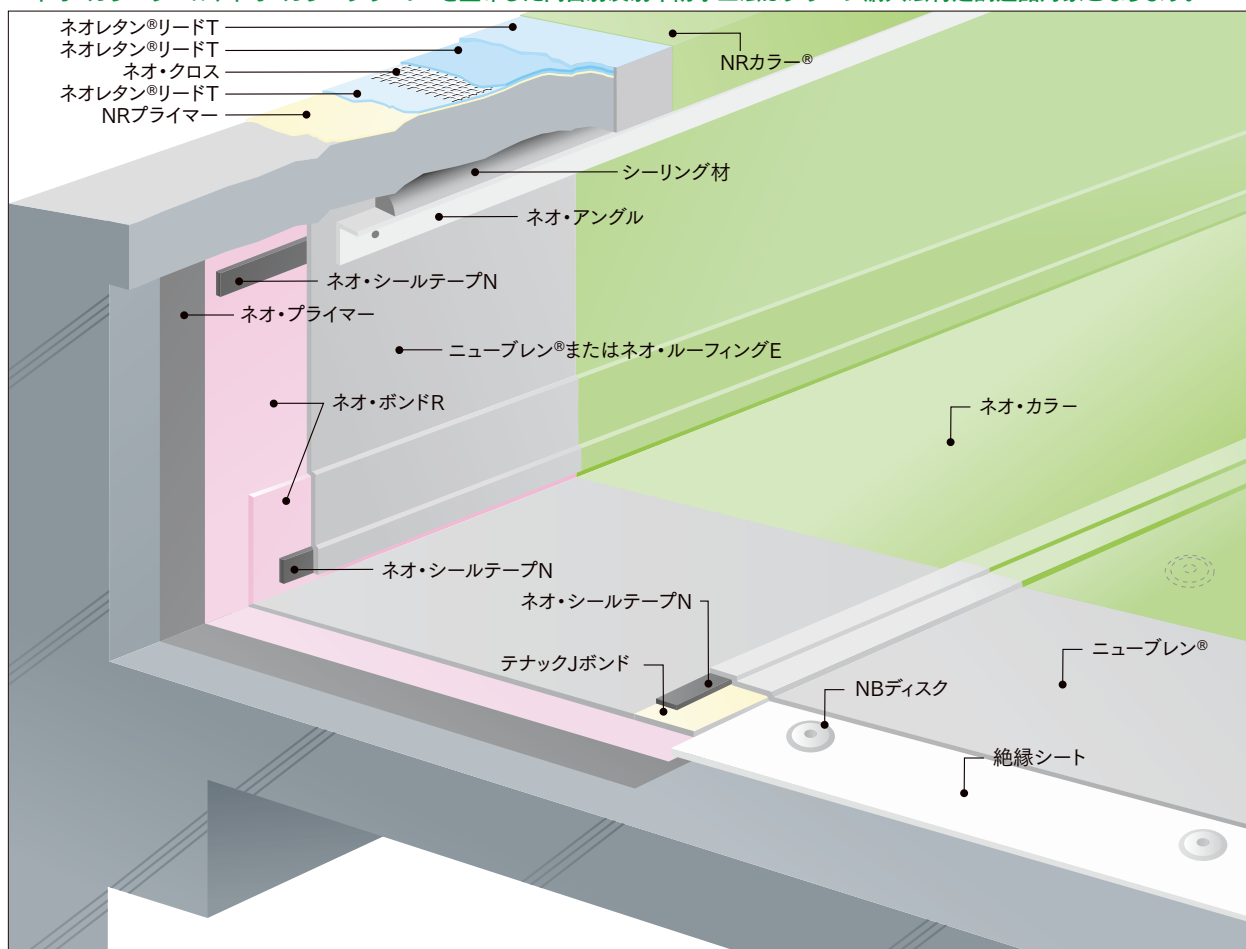 ネオレタン®リードT
ネオレタン®リードT
ネオ・クロス
ネオレタン®リードT
NRプライマー
NRカラー®
シーリング材
ネオ・アングル
ネオ・シールテープN
ネオ・プライマー
ニューブレン®またはネオ・ルーフィングE
ネオ・ボンドR
ネオ・カラー
ネオ・シールテープN
ネオ・シールテープN
テナックJボンド
ニューブレン®
NBディスク
絶縁シート